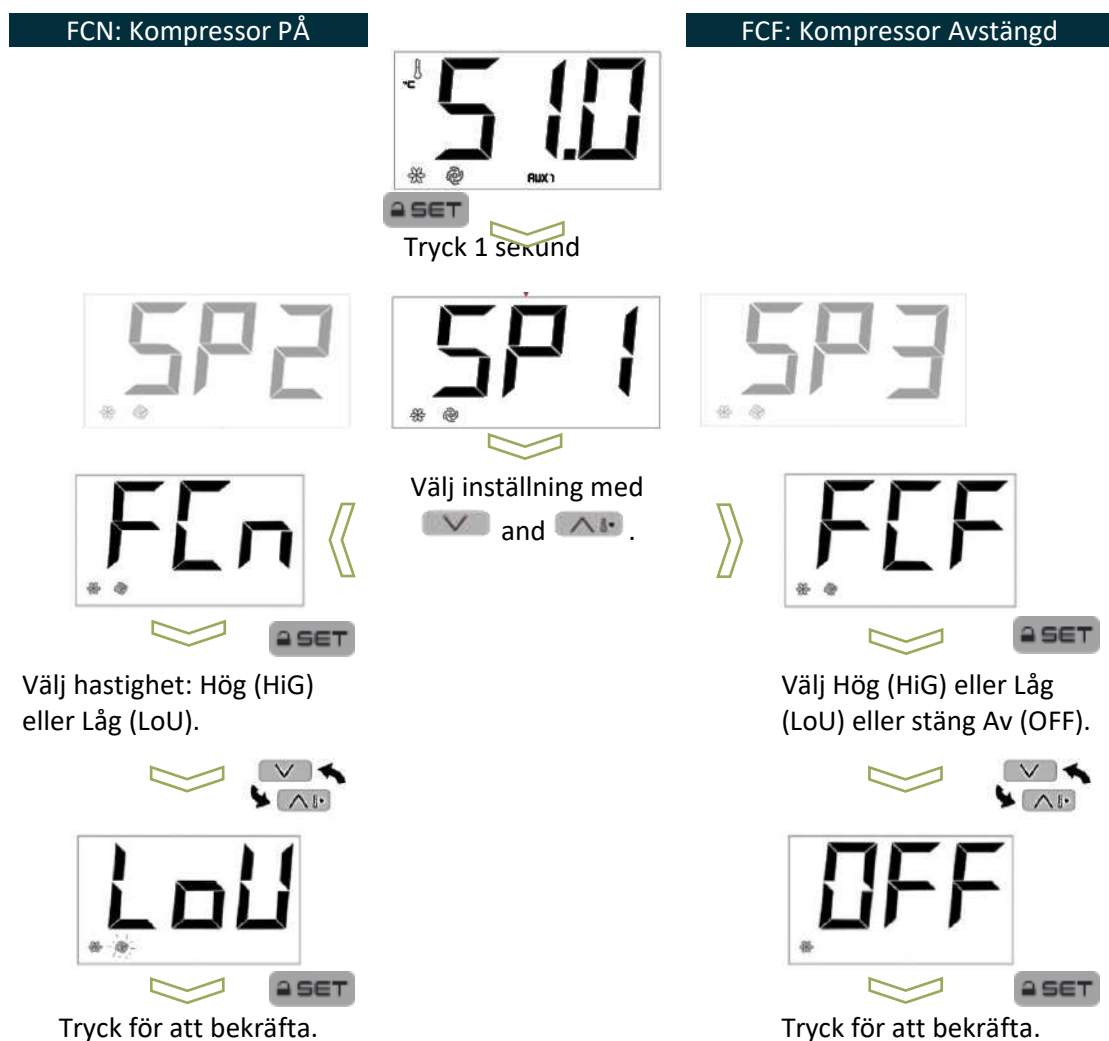 FCN: Kompressor PÅ
FCF: Kompressor Avstängd
°C
51.0
AUX 1
SET
Tryck 1 sekund
SP2
SP1
SP3
Välj inställning med
and .
FCn
FCF
SET
SET
Välj hastighet: Hög (HiG)
eller Låg (LoU).
Välj Hög (HiG) eller Låg
(LoU) eller stäng Av (OFF).
LoU
OFF
SET
SET
Tryck för att bekräfta.
Tryck för att bekräfta.